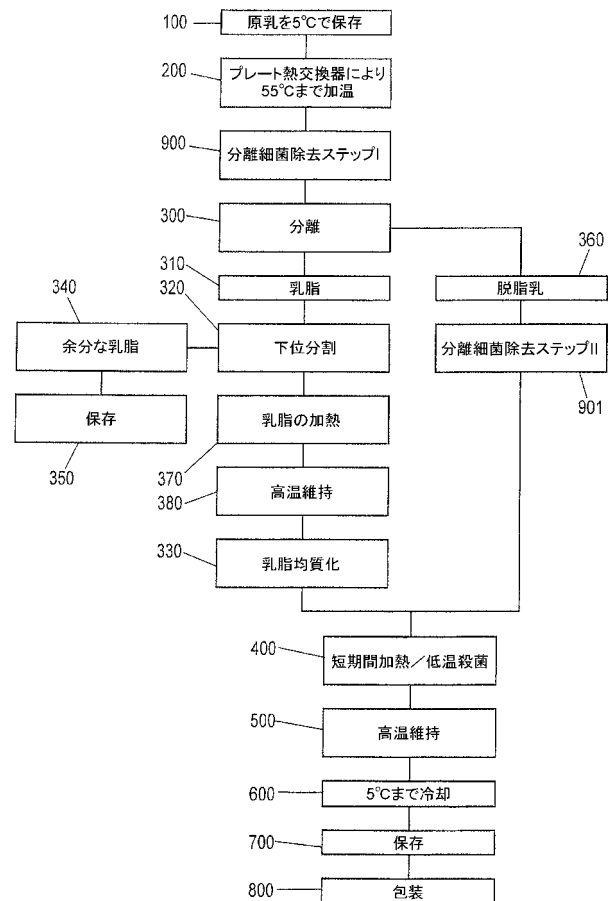 100
原乳を5℃で保存
200
プレート熱交換器により
55℃まで加温
900
分離細菌除去ステップⅠ
300
分離
310
乳脂
360
脱脂乳
320
下位分割
340
余分な乳脂
分離細菌除去ステップⅡ
901
350
保存
370
乳脂の加熱
380
高温維持
330
乳脂均質化
400
短期間加熱／低温殺菌
500
高温維持
600
5℃まで冷却
700
保存
800
包装